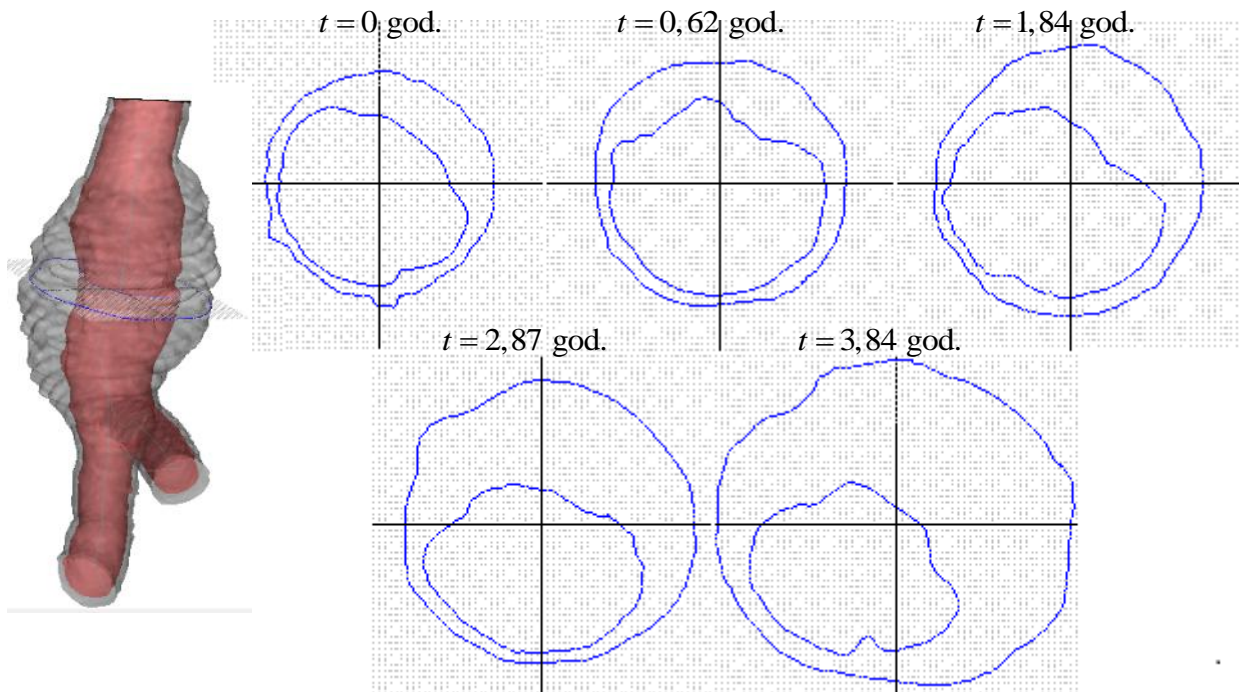 t = 0 god.
t = 0,62 god.
t = 1,84 god.
t = 2,87 god.
t = 3,84 god.